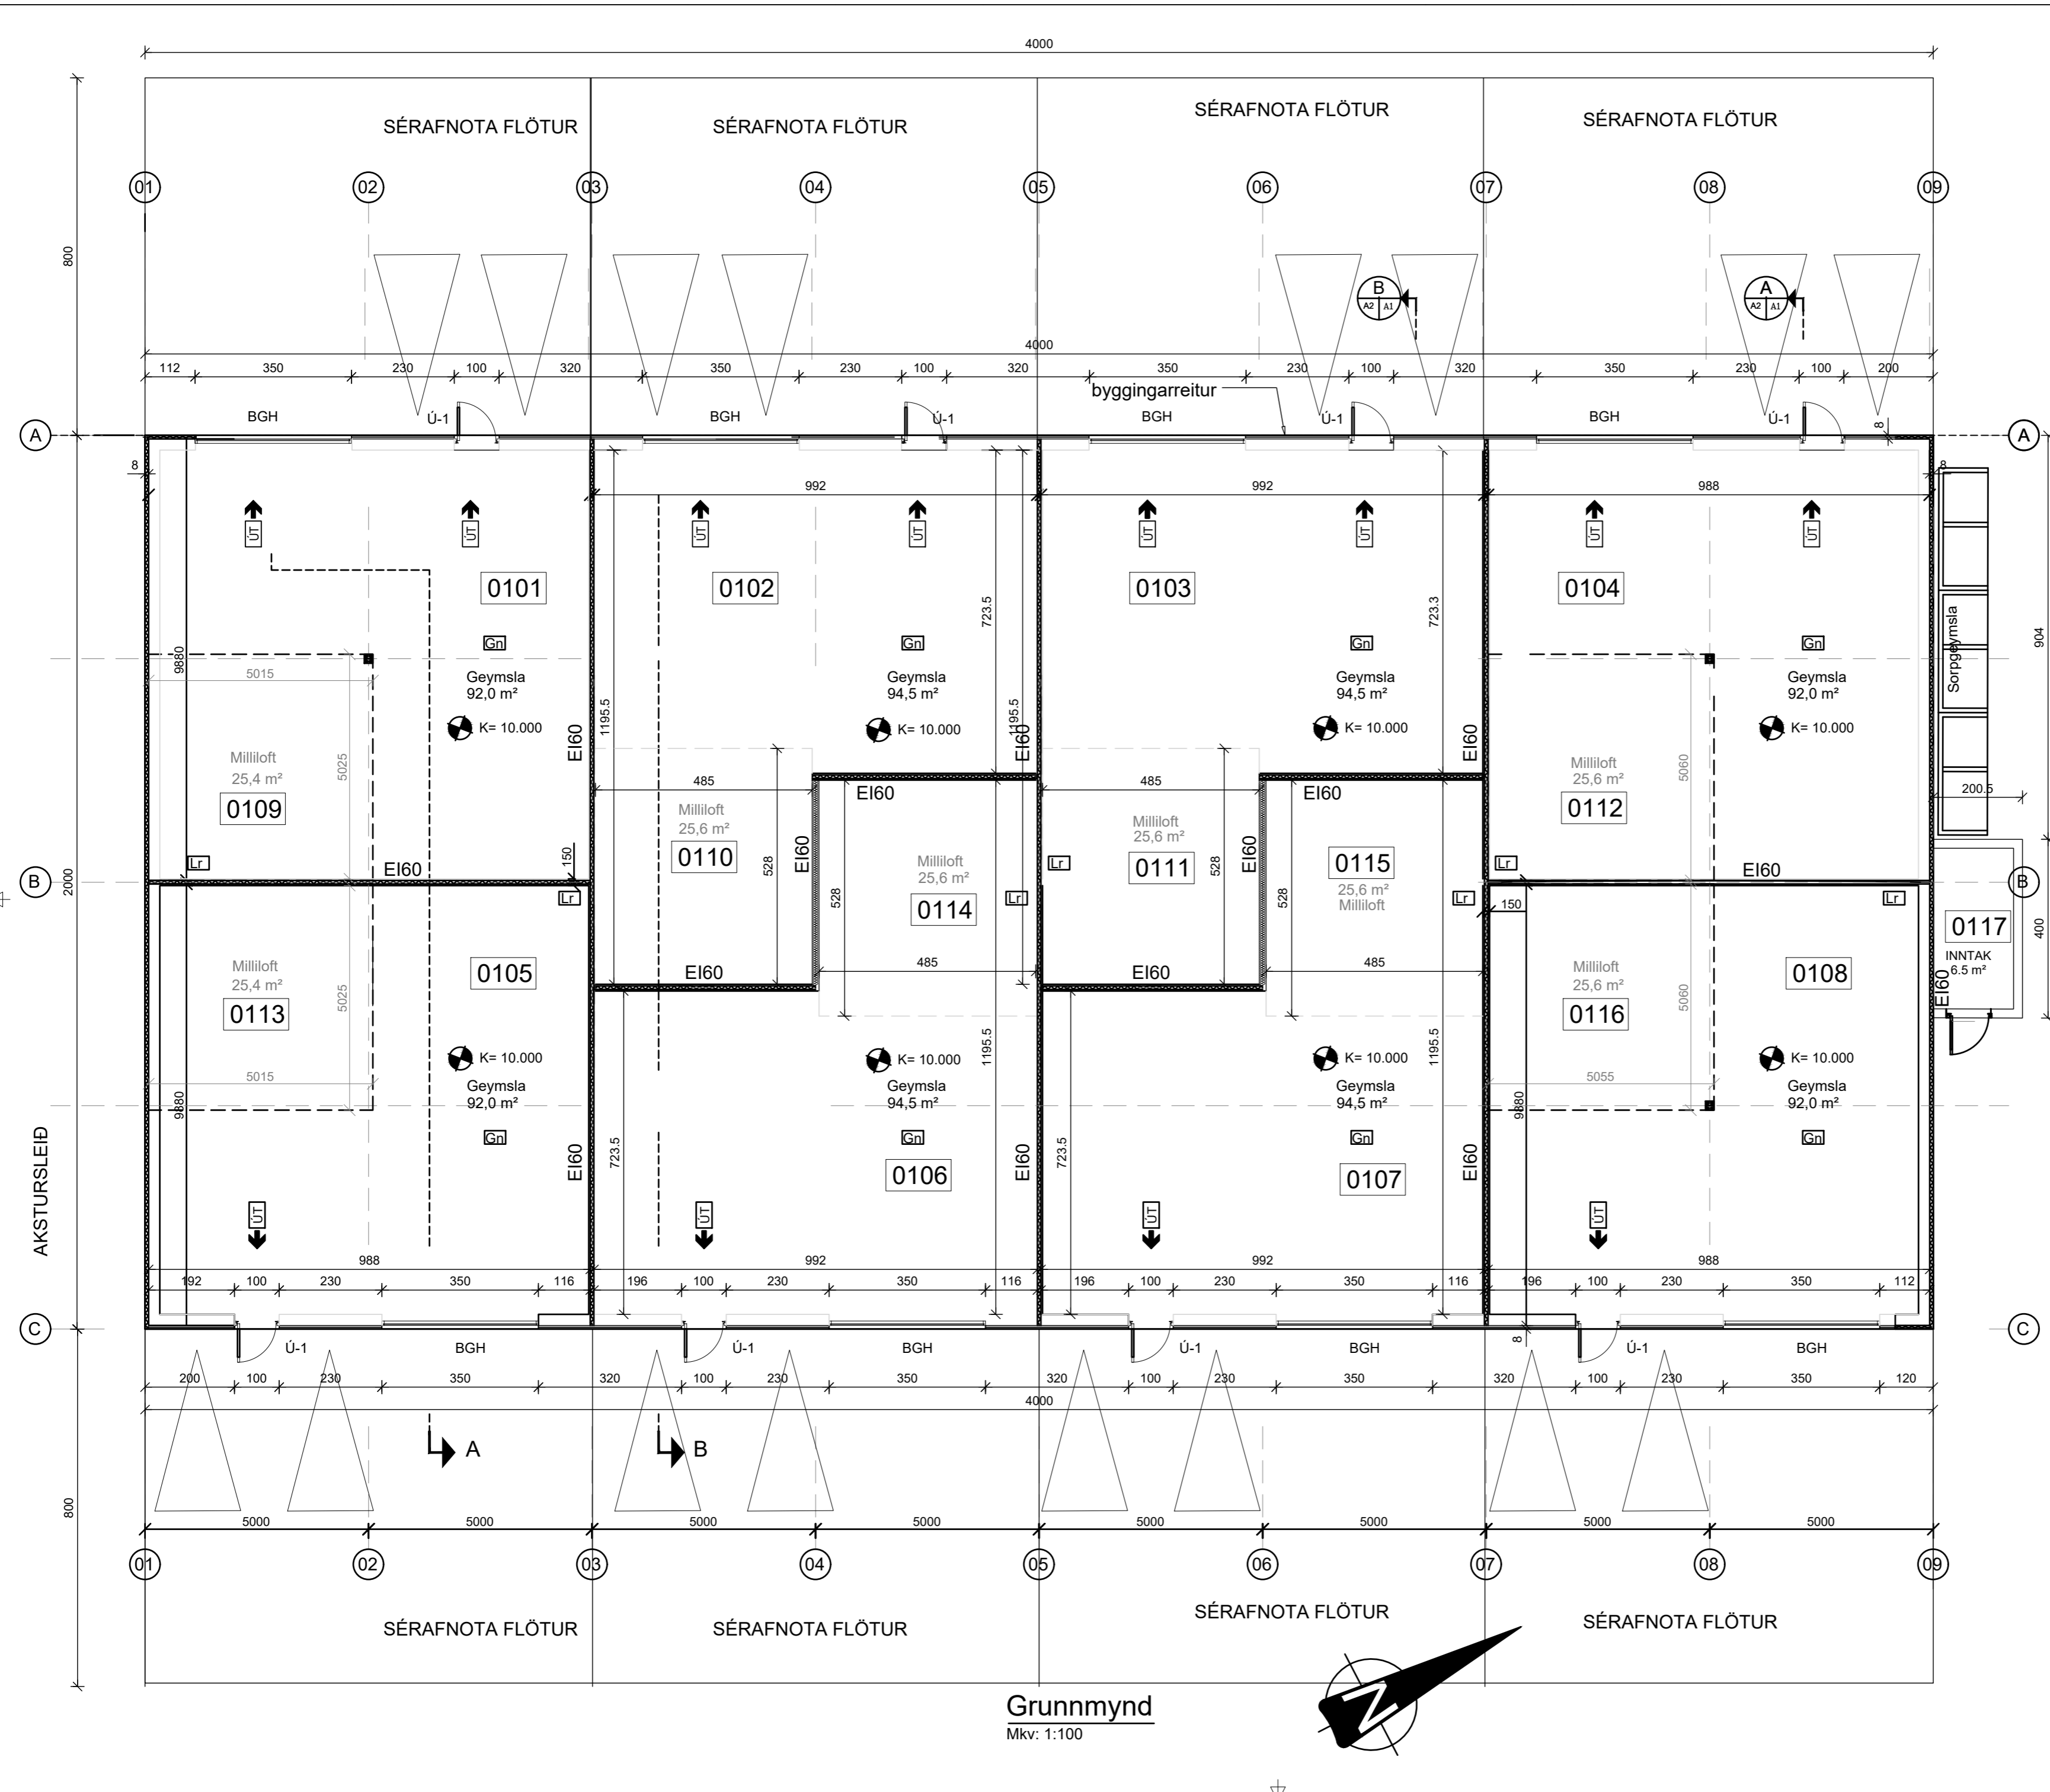 4000
SÉRAFNOTA FLÖTUR
SÉRAFNOTA FLÖTUR
SÉRAFNOTA FLÖTUR
SÉRAFNOTA FLÖTUR
01 02 03 04 05 06 07 08 09
800
B
A2 A1
A
A2 A1
4000
112 350 230 100 320 350 230 100 320 350 230 100 320 350 230 100 200
byggingarreitur
BGH Ú-1 BGH Ú-1 BGH Ú-1 BGH Ú-1
8
A A
8 8
992 992 988
ÚT ÚT ÚT ÚT ÚT ÚT ÚT ÚT
0101 0102 0103 0104
723.5 723.3
904
Sorpgeymsla
Gn Gn Gn Gn
9880
5015
Geymsla
92,0 m²
Geymsla
94,5 m²
Geymsla
94,5 m²
Geymsla
92,0 m²
1195.5 1195.5
K= 10.000 K= 10.000 K= 10.000 K= 10.000
EI60 EI60 EI60
5025 5060
Milliloft
25,4 m²
0109
485 485
EI60 EI60
Milliloft
25,6 m²
0110
Milliloft
25,6 m²
0111
Milliloft
25,6 m²
0112
200.5
EI60 EI60
528 528
150
Lr Lr Lr
EI60 EI60
Milliloft
25,6 m²
0114
0115
25,6 m²
Milliloft
B B
2000
Lr Lr Lr Lr
528 528
150
0117
INNTAK
6.5 m²
400
EI60
Milliloft
25,4 m²
0113
0105
EI60 485 EI60 485
Milliloft
25,6 m²
0116
0108
5025 5060
1195.5 1195.5
K= 10.000 K= 10.000 K= 10.000 K= 10.000
5015 5055
Geymsla
92,0 m²
Geymsla
94,5 m²
Geymsla
94,5 m²
Geymsla
92,0 m²
9880 9880
Gn Gn Gn Gn
723.5 723.5
EI60 EI60 EI60
0106 0107
AKSTURSLEIÐ
ÚT ÚT ÚT ÚT
988 992 992 988
192 100 230 350 116 196 100 230 350 116 196 100 230 350 116 196 100 230 350 112
C C
8
Ú-1 BGH Ú-1 BGH Ú-1 BGH Ú-1 BGH
200 100 230 350 320 100 230 350 320 100 230 350 320 100 230 350 120
4000
A B
800
5000 5000 5000 5000 5000 5000 5000 5000
01 02 03 04 05 06 07 08 09
SÉRAFNOTA FLÖTUR
SÉRAFNOTA FLÖTUR
SÉRAFNOTA FLÖTUR
SÉRAFNOTA FLÖTUR
N
Grunnmynd
Mkv: 1:100